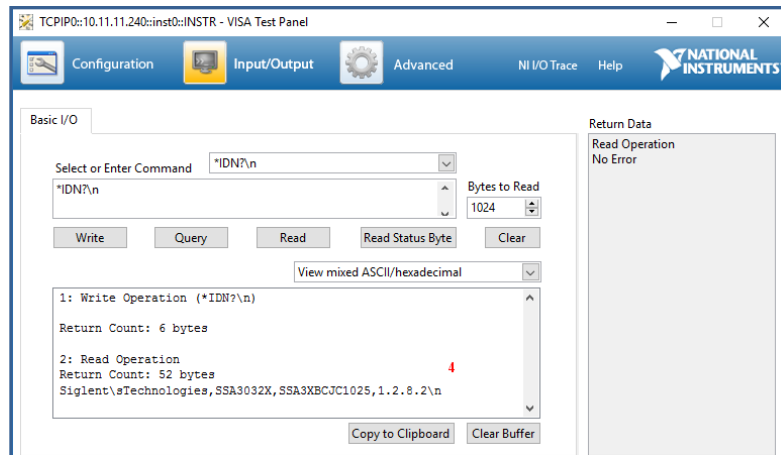 TCPIP0::10.11.11.240::inst0::INSTR - VISA Test Panel
Configuration
Input/Output
Advanced
NI I/O Trace
Help
NATIONAL
INSTRUMENTS
Basic I/O
Return Data
Read Operation
No Error
Select or Enter Command
*IDN?\n
*IDN?\n
Bytes to Read
1024
Write
Query
Read
Read Status Byte
Clear
View mixed ASCII/hexadecimal
1: Write Operation (*IDN?\n)
Return Count: 6 bytes
2: Read Operation
4
Return Count: 52 bytes
Siglent\sTechnologies,SSA3032X,SSA3XBCJC1025,1.2.8.2\n
Copy to Clipboard
Clear Buffer